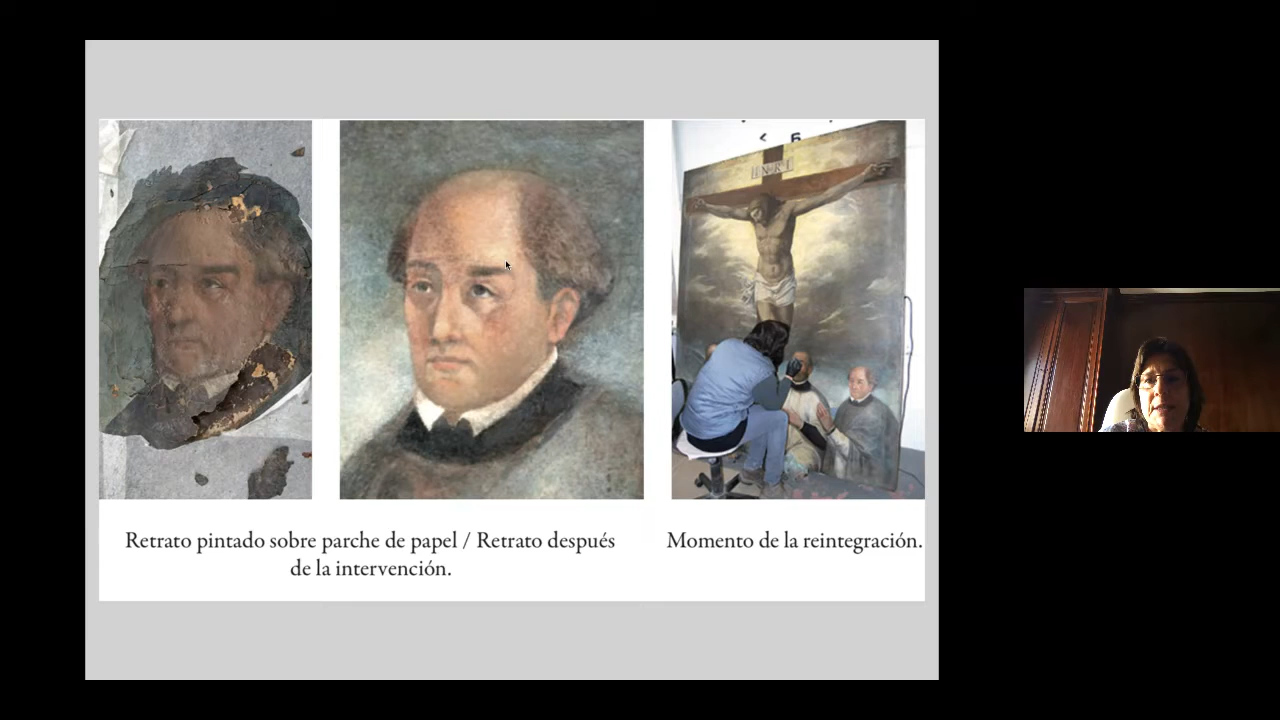 INRI
Retrato pintado sobre parche de papel / Retrato después
de la intervención.
Momento de la reintegración.